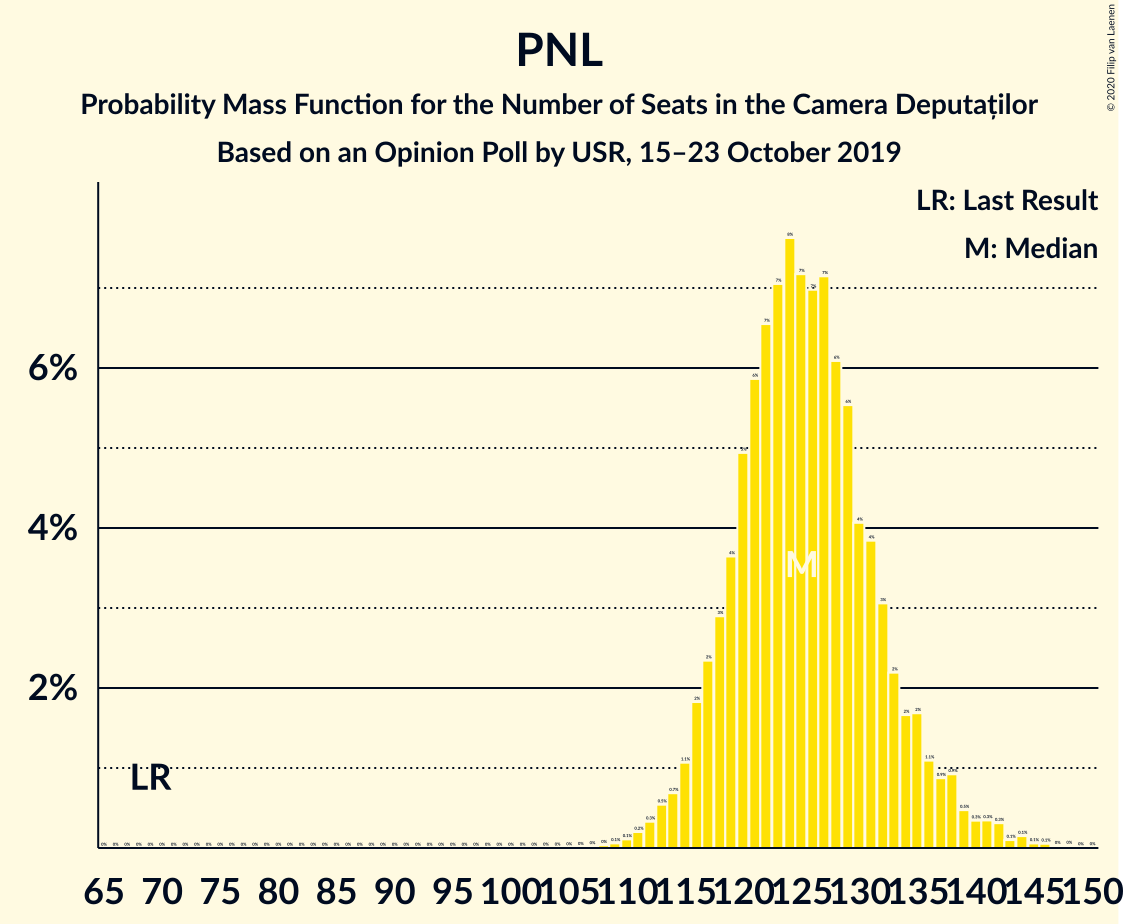 PNL
Probability Mass Function for the Number of Seats in the Camera Deputaților
Based on an Opinion Poll by USR, 15–23 October 2019
© 2020 Filip van Laenen
LR: Last Result
M: Median
6%
4%
2%
LR
M
65 70 75 80 85 90 95 100 105 110 115 120 125 130 135 140 145 150